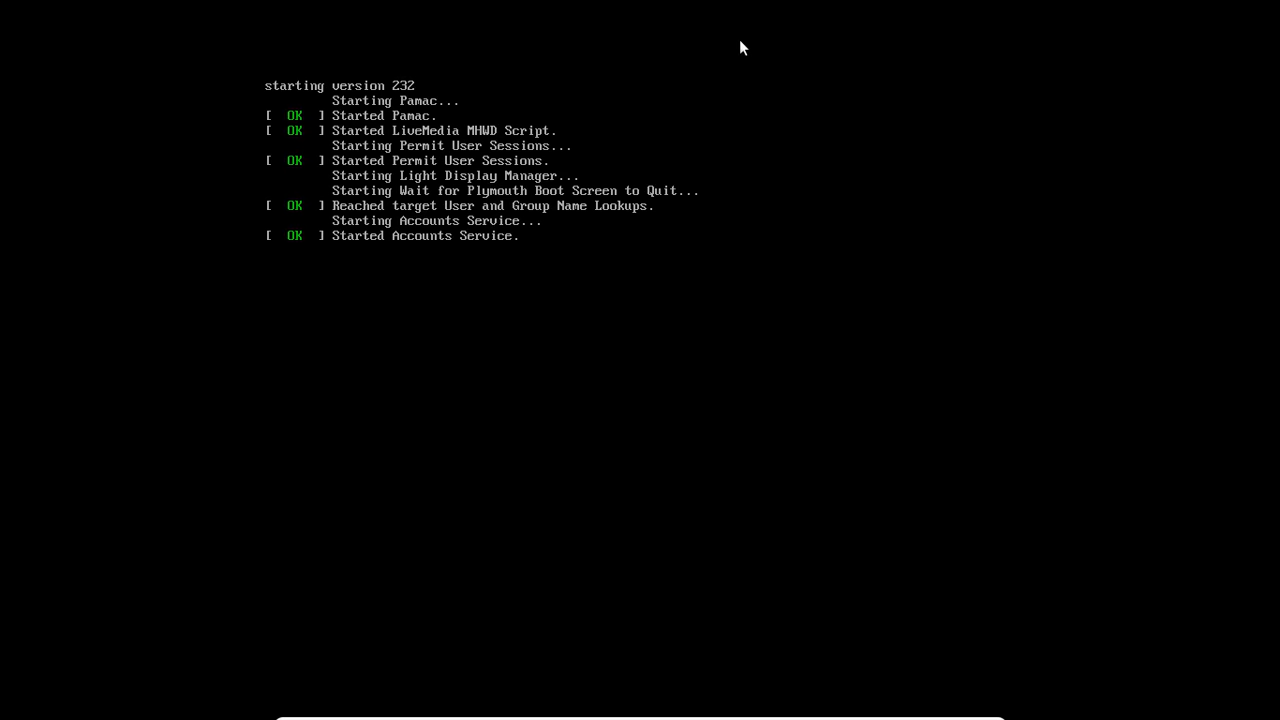 starting version 232
Starting Pamac...
[  OK  ] Started Pamac.
[  OK  ] Started LiveMedia MHWD Script.
Starting Permit User Sessions...
[  OK  ] Started Permit User Sessions.
Starting Light Display Manager...
Starting Wait for Plymouth Boot Screen to Quit...
[  OK  ] Reached target User and Group Name Lookups.
Starting Accounts Service...
[  OK  ] Started Accounts Service.